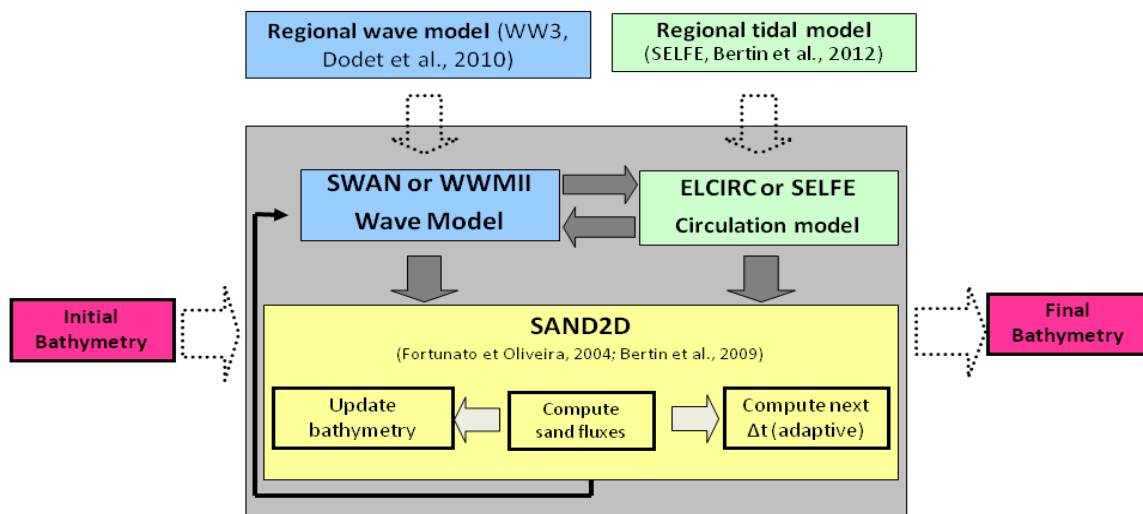 Regional wave model (WW3,
Dodet et al., 2010)
Regional tidal model
(SELFE, Bertin et al., 2012)
SWAN or WWMII
Wave Model
ELCIRC or SELFE
Circulation model
Initial
Bathymetry
SAND2D
(Fortunato et Oliveira, 2004; Bertin et al., 2009)
Update
bathymetry
Compute
sand fluxes
Compute next
Δt (adaptive)
Final
Bathymetry